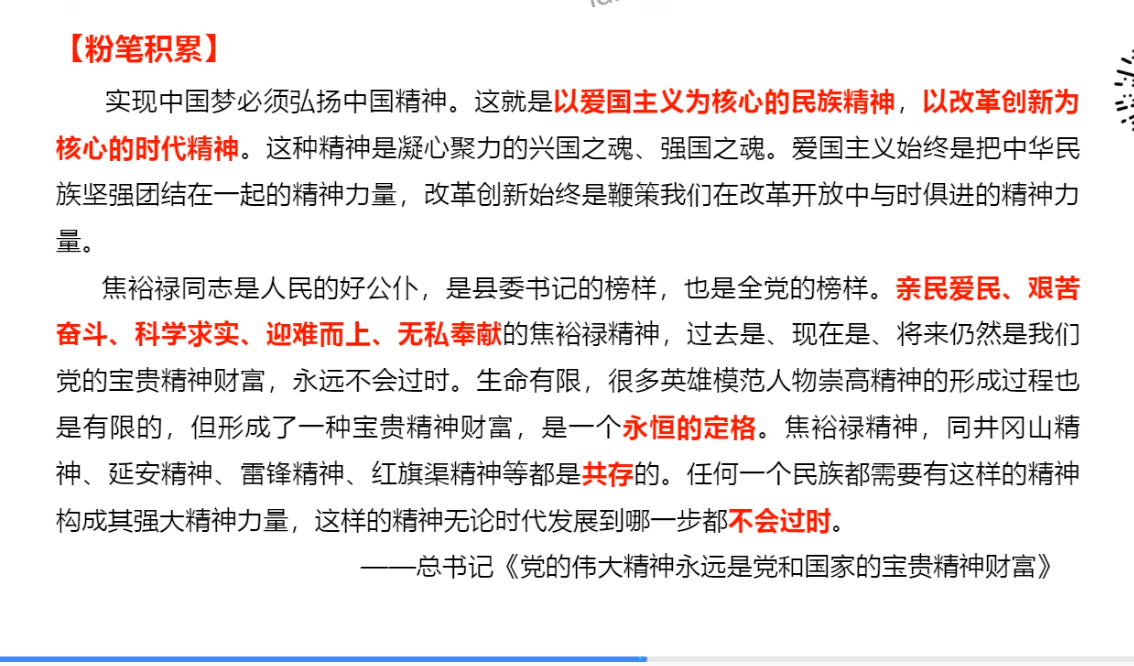 【粉笔积累】
实现中国梦必须弘扬中国精神。这就是以爱国主义为核心的民族精神，以改革创新为
核心的时代精神。这种精神是凝心聚力的兴国之魂、强国之魂。爱国主义始终是把中华民
族坚强团结在一起的精神力量，改革创新始终是鞭策我们在改革开放中与时俱进的精神力
量。
焦裕禄同志是人民的好公仆，是县委书记的榜样，也是全党的榜样。亲民爱民、艰苦
奋斗、科学求实、迎难而上、无私奉献的焦裕禄精神，过去是、现在是、将来仍然是我们
党的宝贵精神财富，永远不会过时。生命有限，很多英雄模范人物崇高精神的形成过程也
是有限的，但形成了一种宝贵精神财富，是一个永恒的定格。焦裕禄精神，同井冈山精
神、延安精神、雷锋精神、红旗渠精神等都是共存的。任何一个民族都需要有这样的精神
构成其强大精神力量，这样的精神无论时代发展到哪一步都不会过时。
——总书记《党的伟大精神永远是党和国家的宝贵精神财富》